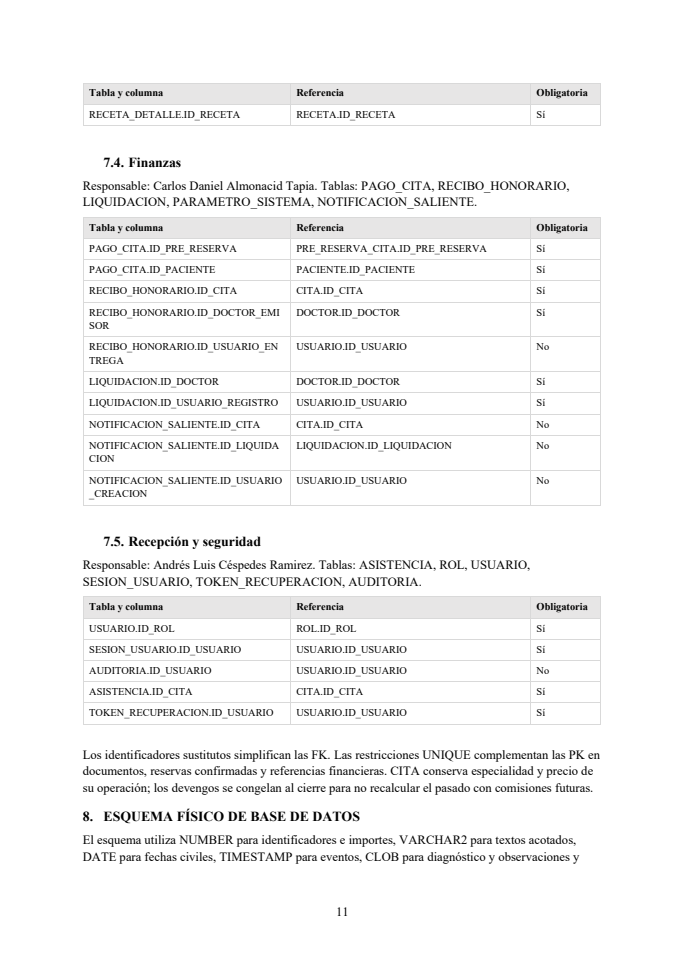 Tabla y columna Referencia Obligatoria
RECETA_DETALLE.ID_RECETA RECETA.ID_RECETA Sí
7.4. Finanzas
Responsable: Carlos Daniel Almonacid Tapia. Tablas: PAGO_CITA, RECIBO_HONORARIO,
LIQUIDACION, PARAMETRO_SISTEMA, NOTIFICACION_SALIENTE.
Tabla y columna Referencia Obligatoria
PAGO_CITA.ID_PRE_RESERVA PRE_RESERVA_CITA.ID_PRE_RESERVA Sí
PAGO_CITA.ID_PACIENTE PACIENTE.ID_PACIENTE Sí
RECIBO_HONORARIO.ID_CITA CITA.ID_CITA Sí
RECIBO_HONORARIO.ID_DOCTOR_EMI DOCTOR.ID_DOCTOR Sí
SOR
RECIBO_HONORARIO.ID_USUARIO_EN USUARIO.ID_USUARIO No
TREGA
LIQUIDACION.ID_DOCTOR DOCTOR.ID_DOCTOR Sí
LIQUIDACION.ID_USUARIO_REGISTRO USUARIO.ID_USUARIO Sí
NOTIFICACION_SALIENTE.ID_CITA CITA.ID_CITA No
NOTIFICACION_SALIENTE.ID_LIQUIDA LIQUIDACION.ID_LIQUIDACION No
CION
NOTIFICACION_SALIENTE.ID_USUARIO USUARIO.ID_USUARIO No
_CREACION
7.5. Recepción y seguridad
Responsable: Andrés Luis Céspedes Ramirez. Tablas: ASISTENCIA, ROL, USUARIO,
SESION_USUARIO, TOKEN_RECUPERACION, AUDITORIA.
Tabla y columna Referencia Obligatoria
USUARIO.ID_ROL ROL.ID_ROL Sí
SESION_USUARIO.ID_USUARIO USUARIO.ID_USUARIO Sí
AUDITORIA.ID_USUARIO USUARIO.ID_USUARIO No
ASISTENCIA.ID_CITA CITA.ID_CITA Sí
TOKEN_RECUPERACION.ID_USUARIO USUARIO.ID_USUARIO Sí
Los identificadores sustitutos simplifican las FK. Las restricciones UNIQUE complementan las PK en
documentos, reservas confirmadas y referencias financieras. CITA conserva especialidad y precio de
su operación; los devengos se congelan al cierre para no recalcular el pasado con comisiones futuras.
8. ESQUEMA FÍSICO DE BASE DE DATOS
El esquema utiliza NUMBER para identificadores e importes, VARCHAR2 para textos acotados,
DATE para fechas civiles, TIMESTAMP para eventos, CLOB para diagnóstico y observaciones y
11